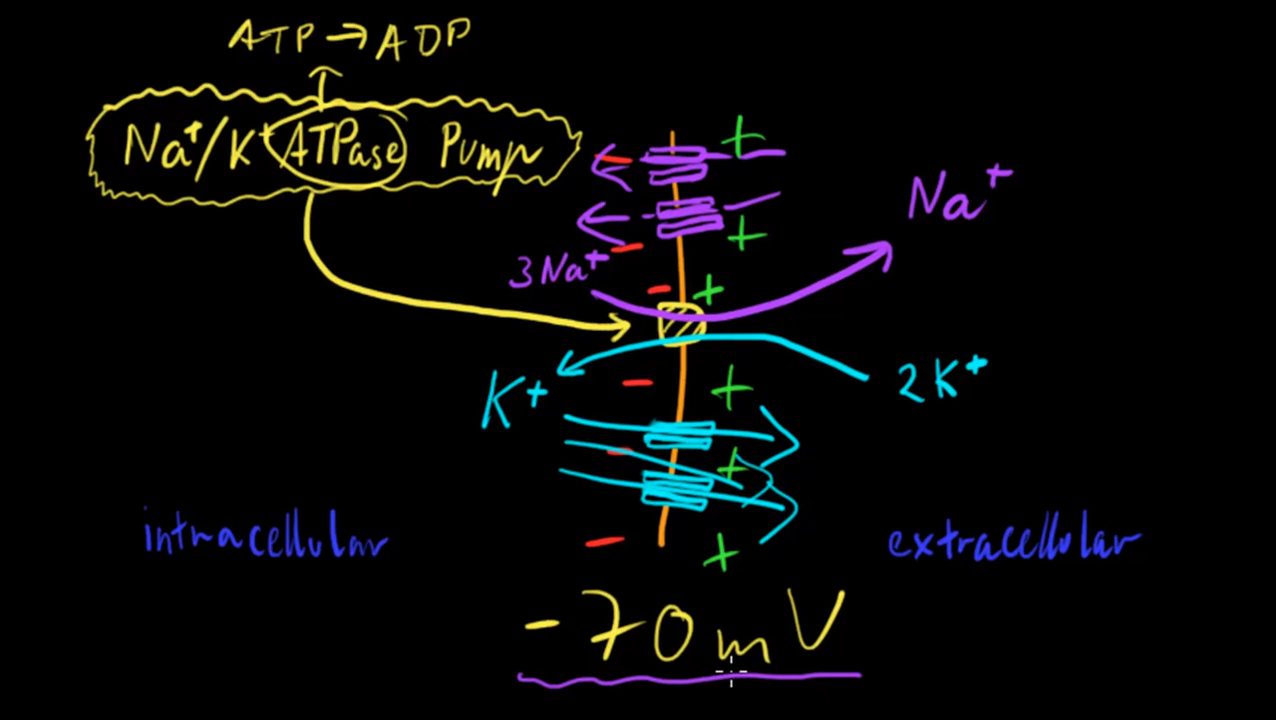 ATP → ADP
Na⁺/K⁺ ATPase Pump
Na⁺
3Na⁺
2K⁺
K⁺
intracellular
extracellular
-70mV